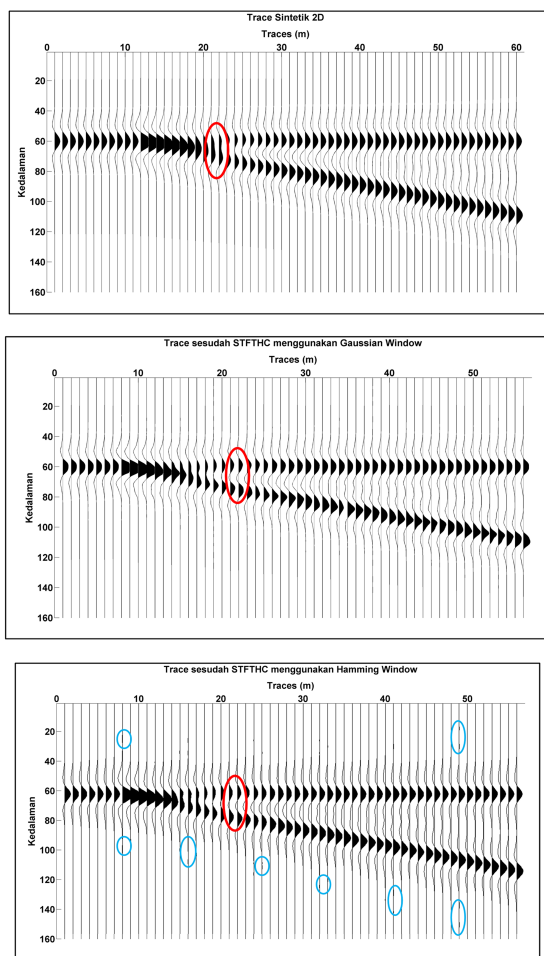 Trace Sintetik 2D
Traces (m)
0 10 20 30 40 50 60
20
40
60
80
100
120
140
160
Kedalaman
Trace sesudah STFTHC menggunakan Gaussian Window
Traces (m)
0 10 20 30 40 50
20
40
60
80
100
120
140
160
Kedalaman
Trace sesudah STFTHC menggunakan Hamming Window
Traces (m)
0 10 20 30 40 50
20
40
60
80
100
120
140
160
Kedalaman